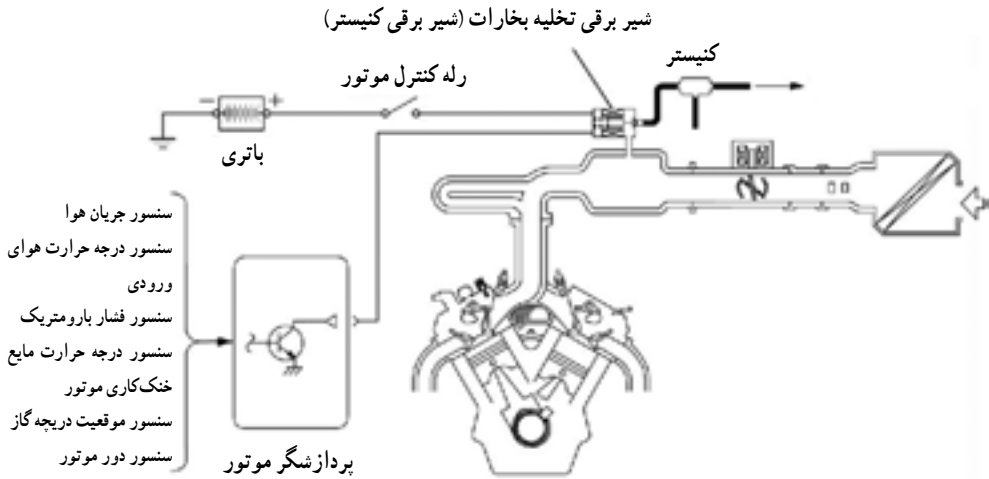 شیر برقی تخلیه بخارات (شیر برقی کنیستر)
کنیستر
رله کنترل موتور
باتری
سنسور جریان هوا
سنسور درجه حرارت هوای
ورودی
سنسور فشار بارومتریک
سنسور درجه حرارت مایع
خنک‌کاری موتور
سنسور موقعیت دریچه گاز
سنسور دور موتور
پردازشگر موتور